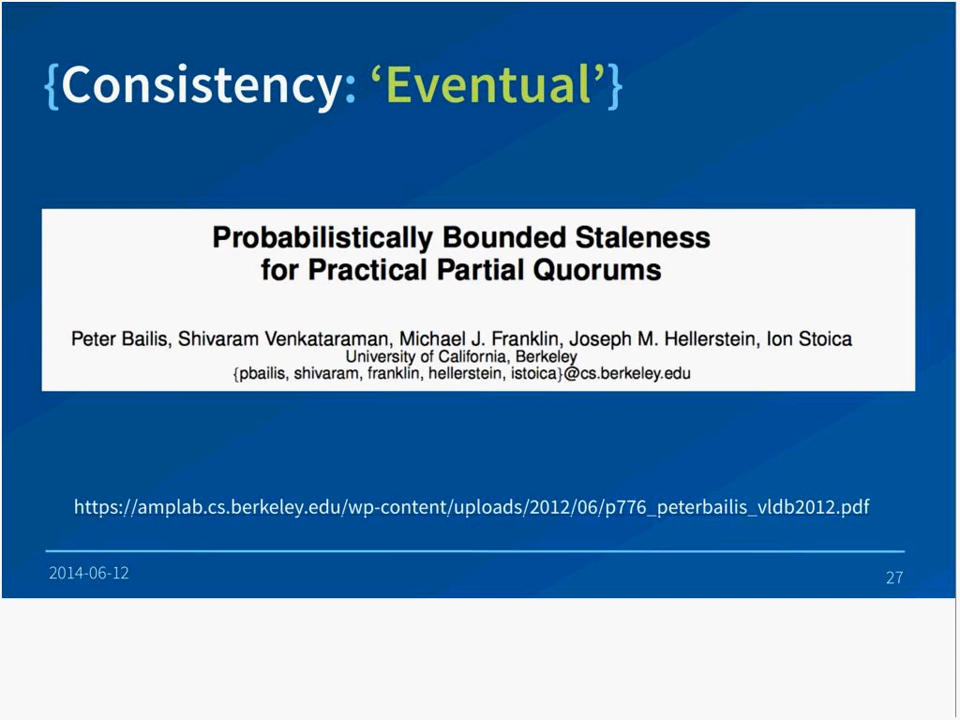 {Consistency: ‘Eventual’}
Probabilistically Bounded Staleness
for Practical Partial Quorums
Peter Bailis, Shivaram Venkataraman, Michael J. Franklin, Joseph M. Hellerstein, Ion Stoica
University of California, Berkeley
{pbailis, shivaram, franklin, hellerstein, istoica}@cs.berkeley.edu
https://amplab.cs.berkeley.edu/wp-content/uploads/2012/06/p776_peterbailis_vldb2012.pdf
2014-06-12
27